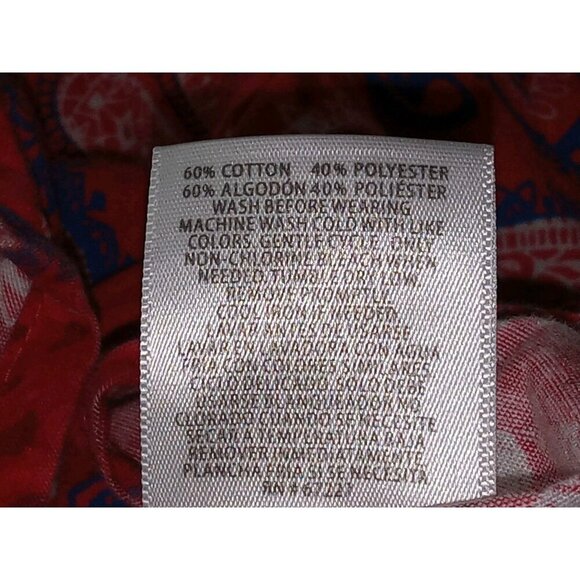 60% COTTON 40% POLYESTER
60% ALGODÓN 40% POLIÉSTER
WASH BEFORE WEARING
MACHINE WASH COLD WITH LIKE
COLORS. GENTLE CYCLE. ONLY
NON-CHLORINE BLEACH WHEN
NEEDED. TUMBLE DRY LOW.
REMOVE PROMPTLY.
COOL IRON IF NEEDED.
LAVAR ANTES DE USARSE
LAVAR EN LAVADORA CON AGUA
FRIA CON COLORES SIMILARES
CICLO DELICADO. SOLO DEBE
USARSE BLANQUEADOR NO
CLORADO CUANDO SE NECESITE
SECAR A TEMPERATURA BAJA
REMOVER INMEDIATAMENTE
PLANCHA FRIA SI SE NECESITA
RN # 67227